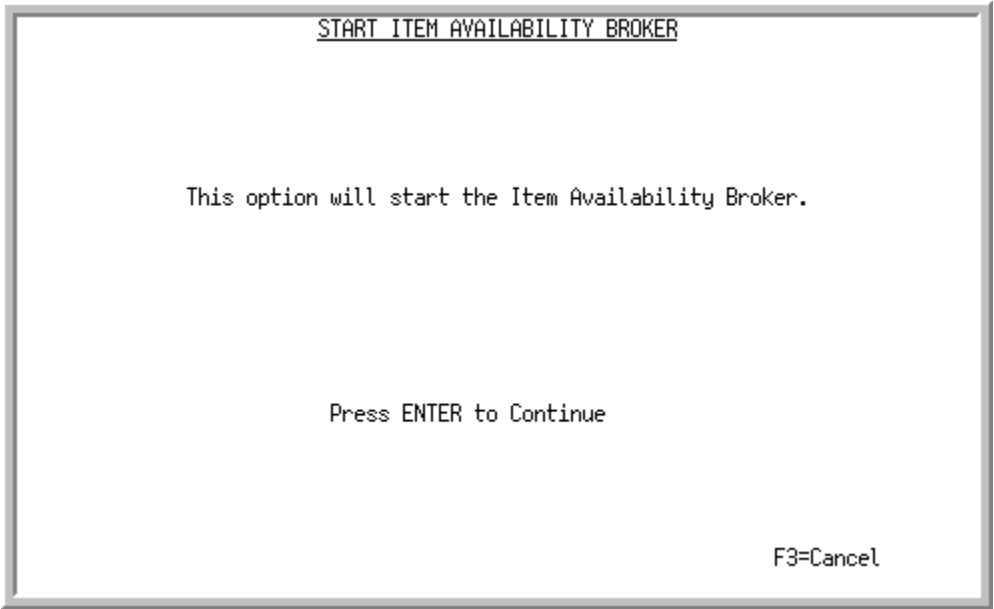 START ITEM AVAILABILITY BROKER
This option will start the Item Availability Broker.
Press ENTER to Continue
F3=Cancel